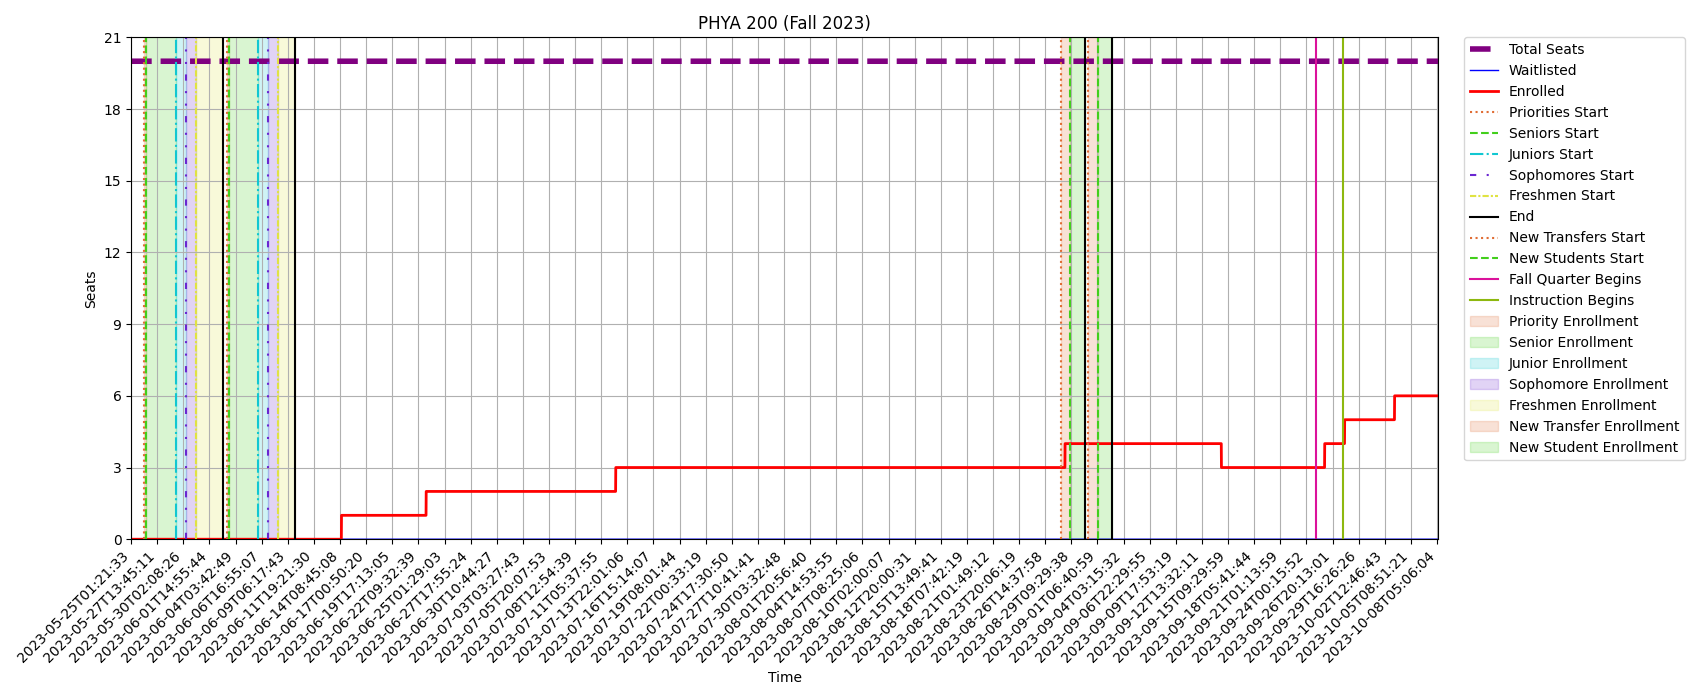 PHYA 200 (Fall 2023)
21
18
15
12
9
6
3
0
Seats
2023-05-25T01:21:33
2023-05-27T13:45:11
2023-05-30T02:08:26
2023-06-01T14:55:44
2023-06-04T03:42:49
2023-06-06T16:55:07
2023-06-09T06:17:43
2023-06-11T19:21:30
2023-06-14T08:45:08
2023-06-17T00:50:20
2023-06-19T17:13:05
2023-06-22T09:32:39
2023-06-25T01:29:03
2023-06-27T17:55:24
2023-06-30T10:44:27
2023-07-03T03:27:43
2023-07-05T20:07:53
2023-07-08T12:54:39
2023-07-11T05:37:55
2023-07-13T22:01:06
2023-07-16T15:14:07
2023-07-19T08:01:44
2023-07-22T00:33:19
2023-07-24T17:30:50
2023-07-27T10:41:41
2023-07-30T03:32:48
2023-08-01T20:56:40
2023-08-04T14:53:55
2023-08-07T08:25:06
2023-08-10T02:00:07
2023-08-12T20:00:31
2023-08-15T13:49:41
2023-08-18T07:42:19
2023-08-21T01:49:12
2023-08-23T20:06:19
2023-08-26T14:37:58
2023-08-29T09:29:38
2023-09-01T06:40:59
2023-09-04T03:15:32
2023-09-06T22:29:55
2023-09-09T17:53:19
2023-09-12T13:32:11
2023-09-15T09:29:59
2023-09-18T05:41:44
2023-09-21T01:13:59
2023-09-24T00:15:52
2023-09-26T20:13:01
2023-09-29T16:26:26
2023-10-02T12:46:43
2023-10-05T08:51:21
2023-10-08T05:06:04
Time
Total Seats
Waitlisted
Enrolled
Priorities Start
Seniors Start
Juniors Start
Sophomores Start
Freshmen Start
End
New Transfers Start
New Students Start
Fall Quarter Begins
Instruction Begins
Priority Enrollment
Senior Enrollment
Junior Enrollment
Sophomore Enrollment
Freshmen Enrollment
New Transfer Enrollment
New Student Enrollment